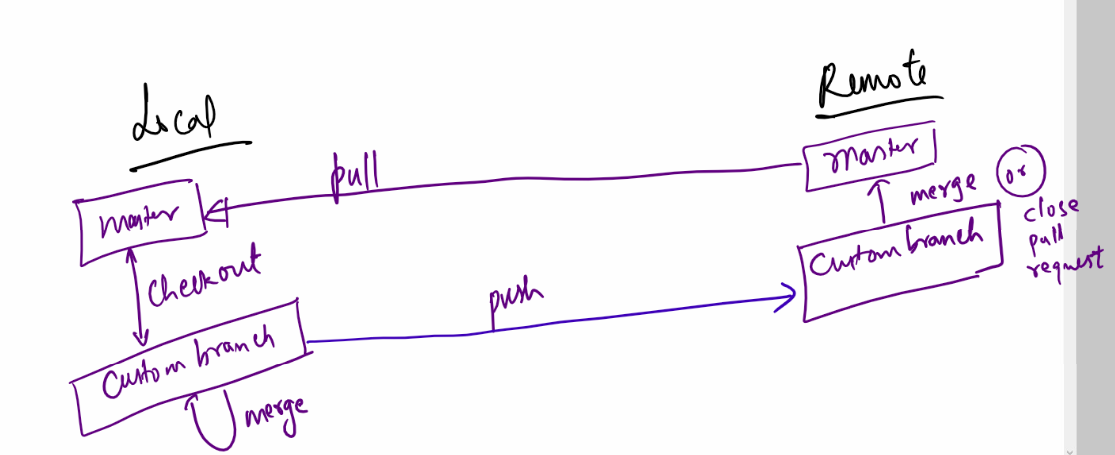 Local
Remote
pull
master
master
merge
or
close
pull
request
checkout
custom branch
push
custom branch
merge